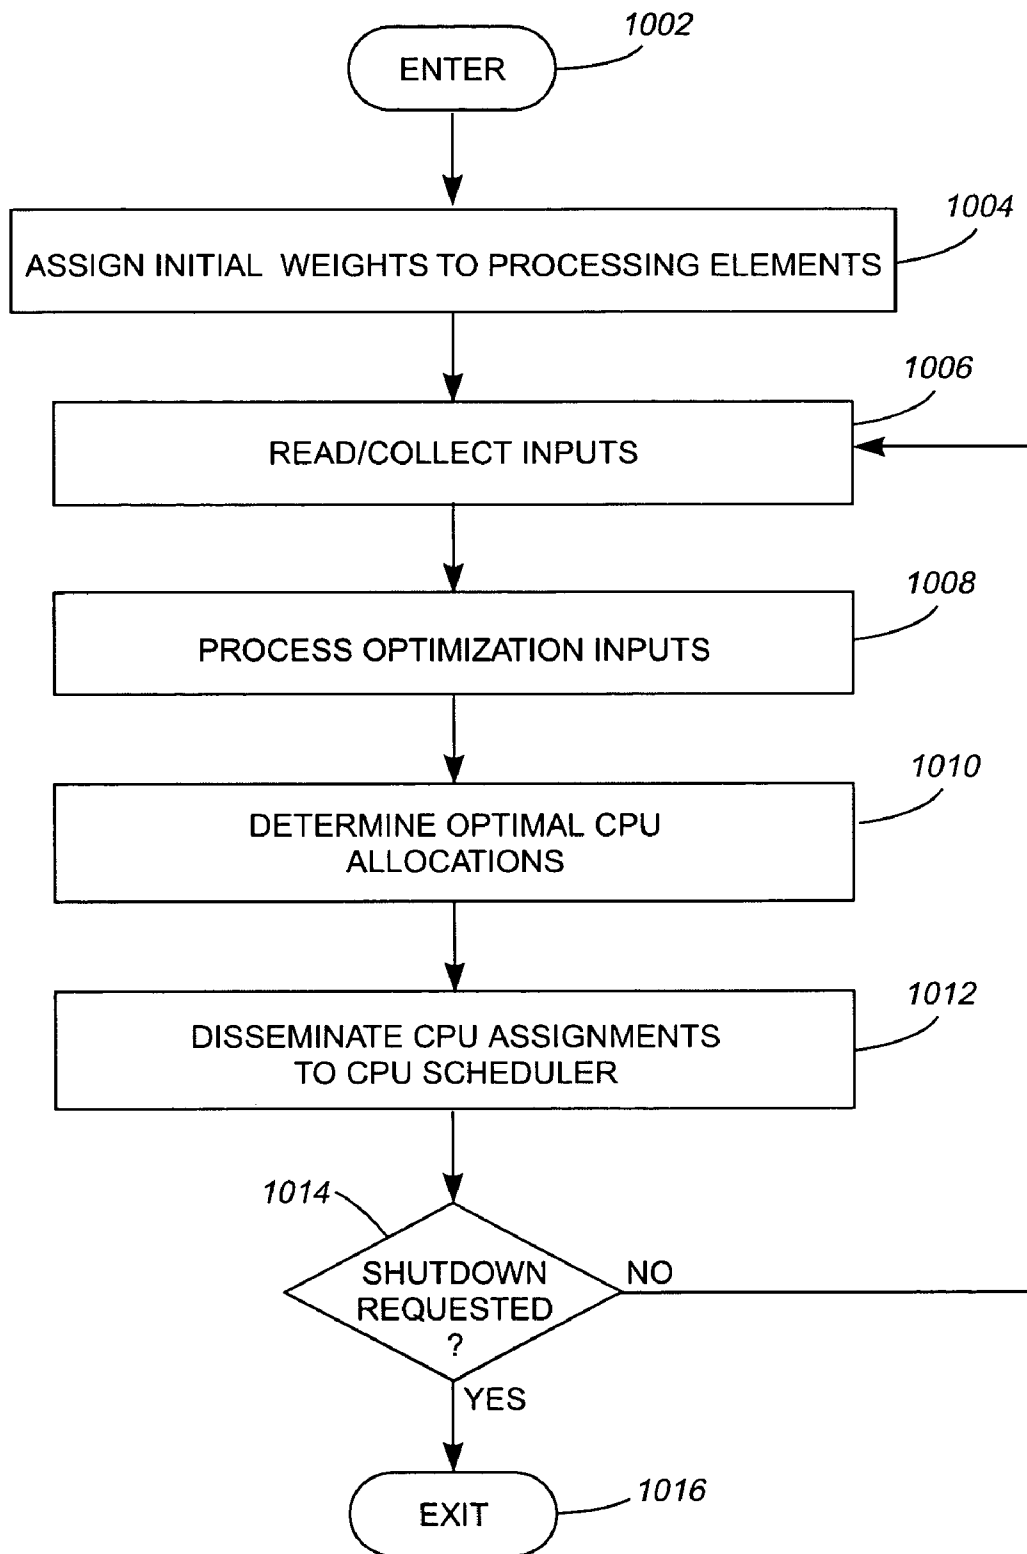 1002
ENTER
1004
ASSIGN INITIAL WEIGHTS TO PROCESSING ELEMENTS
1006
READ/COLLECT INPUTS
1008
PROCESS OPTIMIZATION INPUTS
1010
DETERMINE OPTIMAL CPU
ALLOCATIONS
1012
DISSEMINATE CPU ASSIGNMENTS
TO CPU SCHEDULER
1014
SHUTDOWN
REQUESTED
?
NO
YES
EXIT
1016